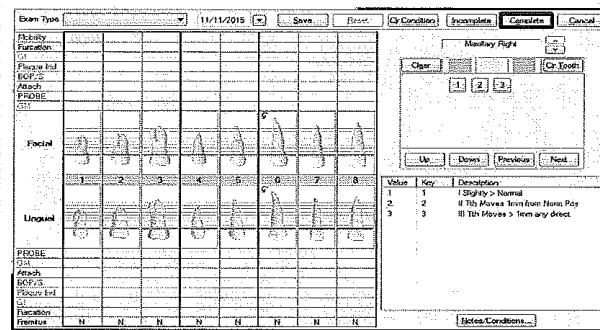 Exam Type 11/11/2015 Save Reset Clr Condition Incomplete Complete Cancel
Mobility
Furcation
GI
Plaque Ind
BOP/S
Attach
PROBE
GM
Facial
1 2 3 4 5 6 7 8
Lingual
PROBE
GM
Attach
BOP/S
Plaque Ind
GI
Furcation
Fremitus N N N N N N N N
Maxillary Right
Clear Clr Tooth
1 2 3
Up Down Previous Next
Value Key Description
1 1 I Slightly > Normal
2 2 II Tth Moves 1mm from Norm Pos
3 3 III Tth Moves > 1mm any direct
Notes/Conditions...